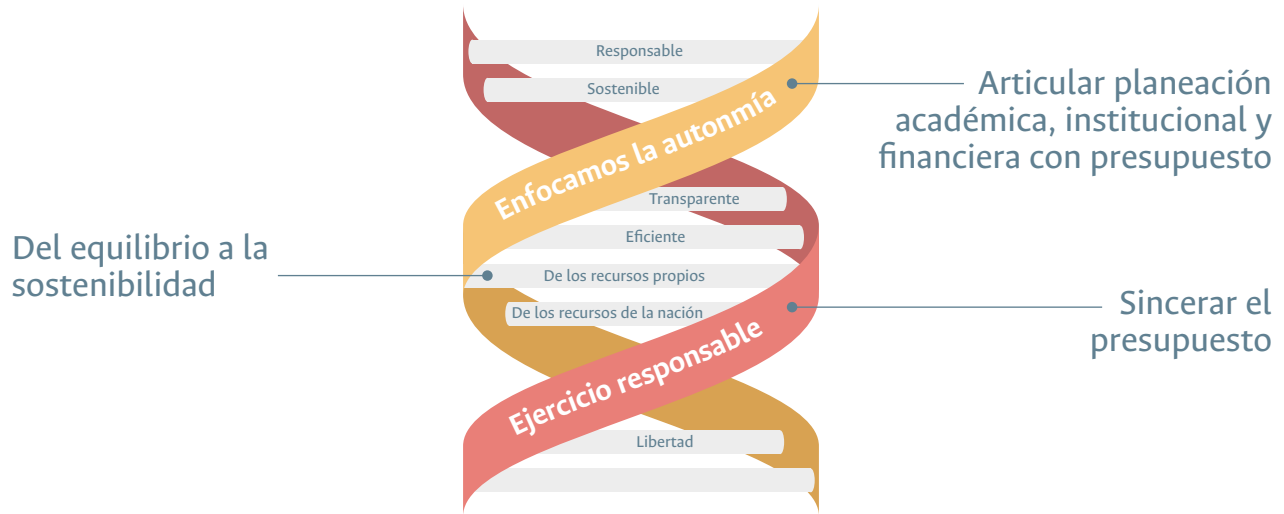 Responsable
Sostenible
Enfocamos la autonmía
Articular planeación
académica, institucional y
financiera con presupuesto
Transparente
Eficiente
Del equilibrio a la
sostenibilidad
De los recursos propios
De los recursos de la nación
Sincerar el
presupuesto
Ejercicio responsable
Libertad